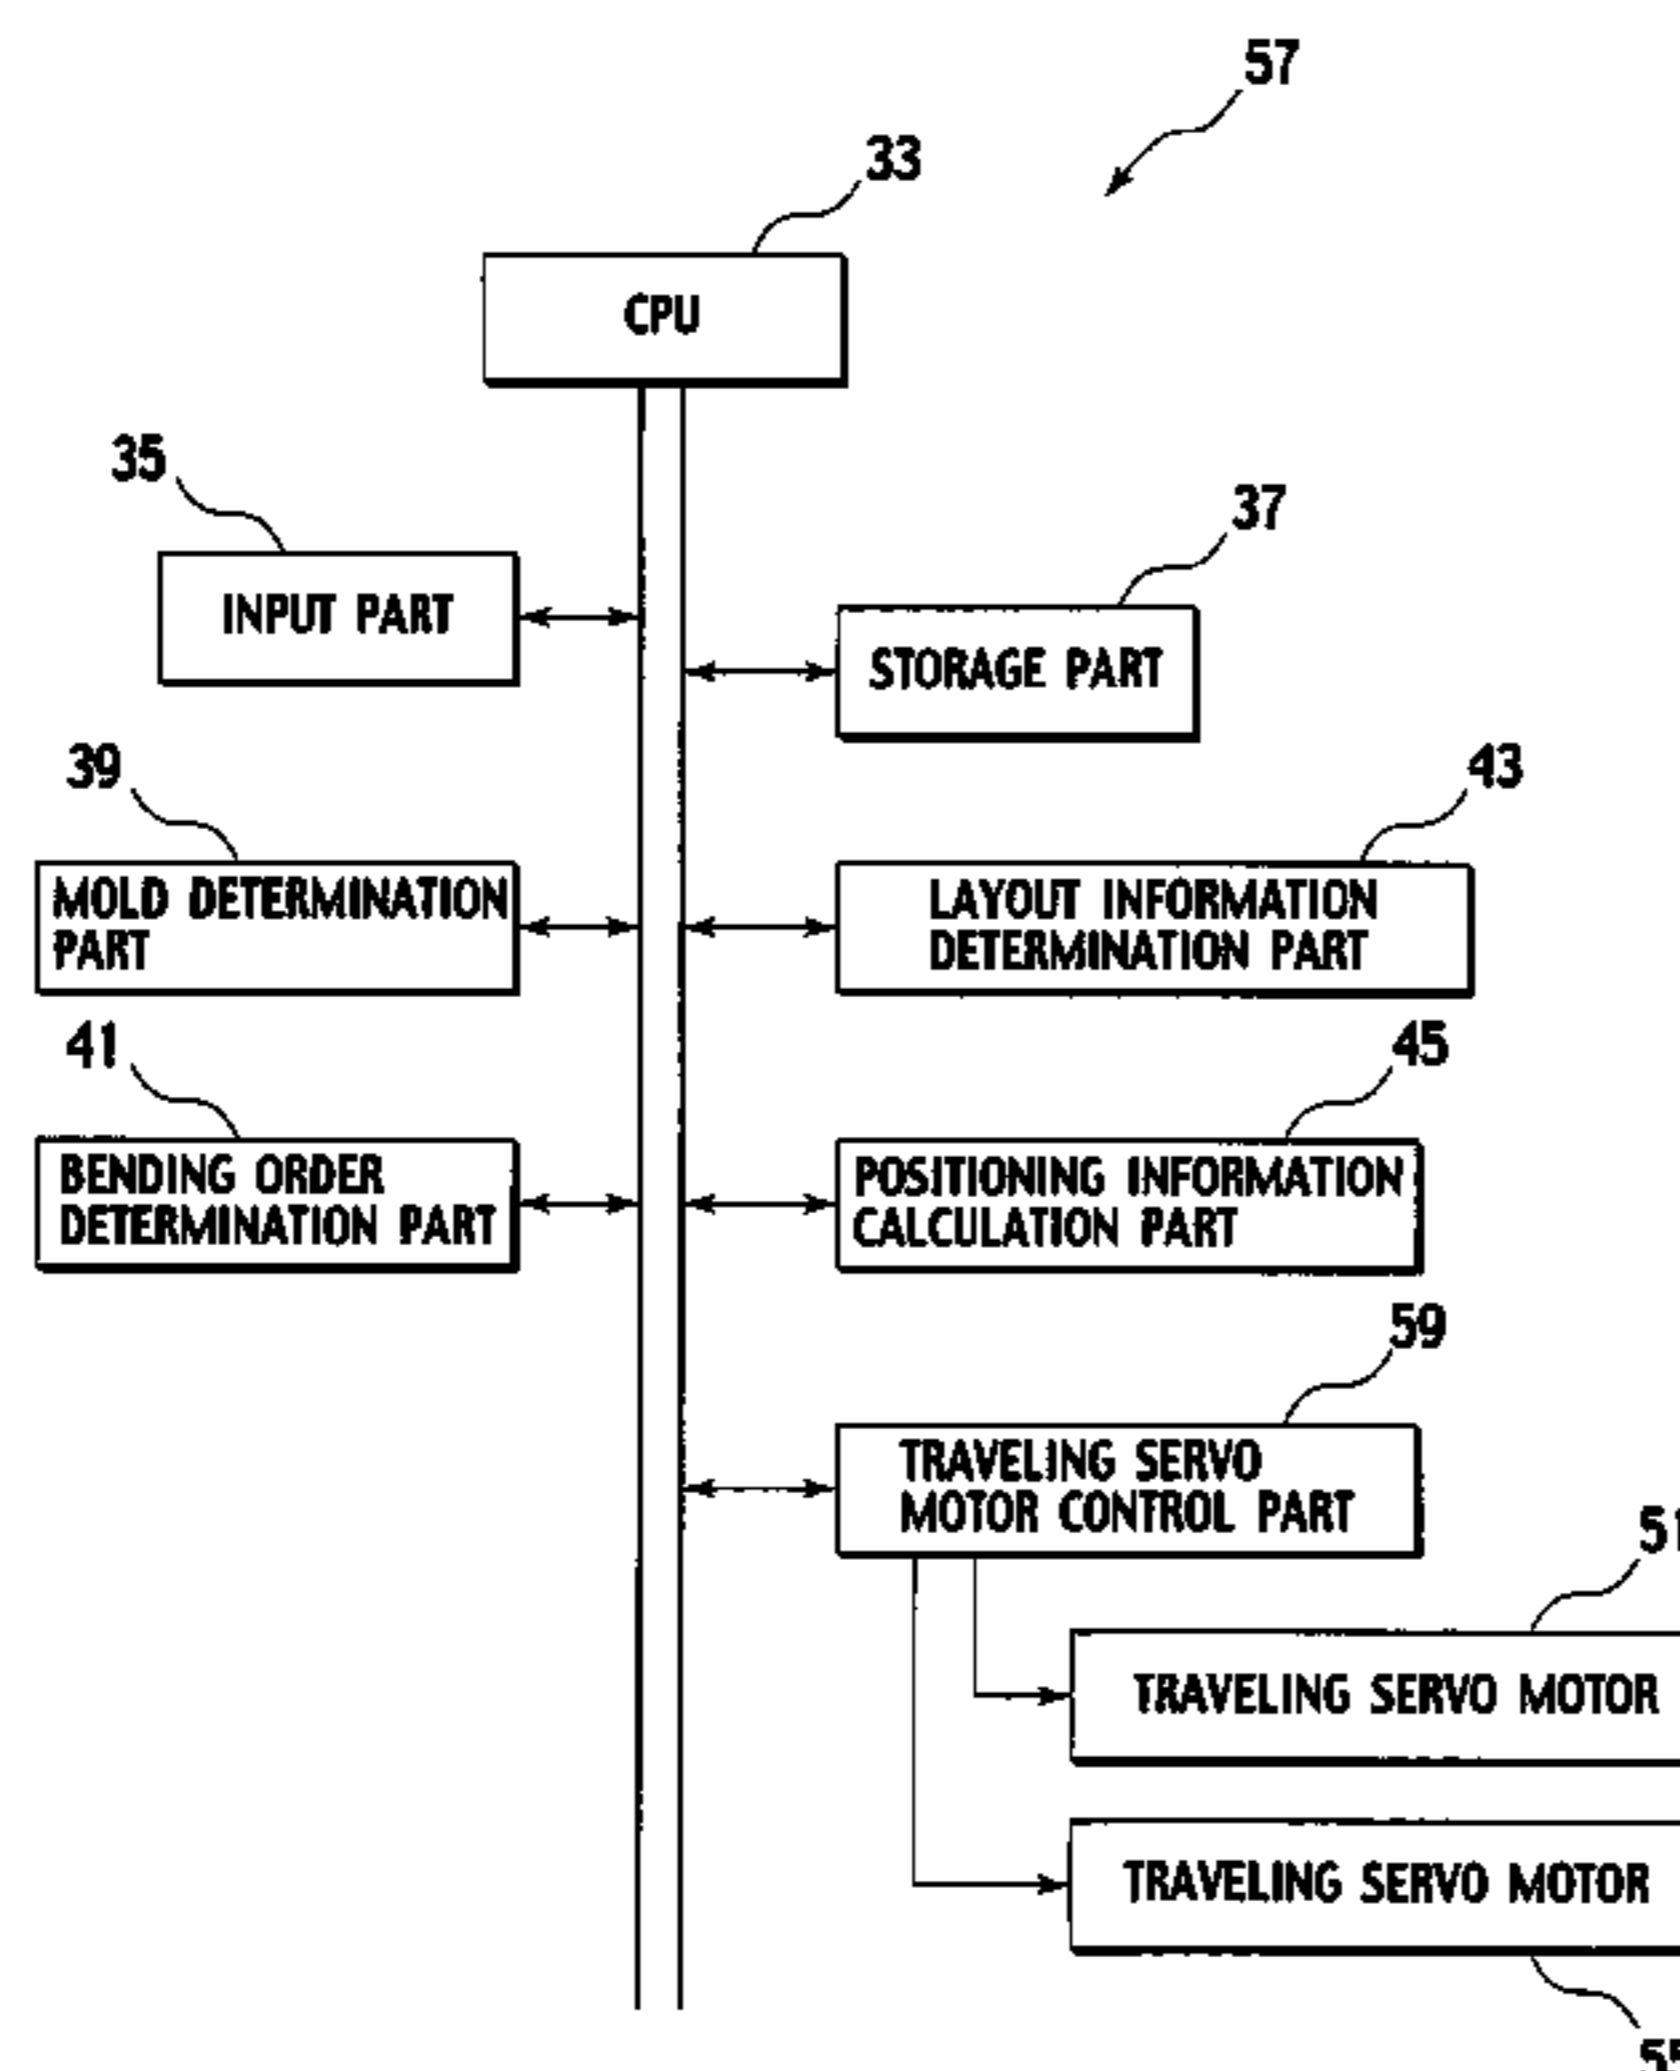 57
33
CPU
35
INPUT PART
37
STORAGE PART
39
MOLD DETERMINATION
PART
43
LAYOUT INFORMATION
DETERMINATION PART
41
BENDING ORDER
DETERMINATION PART
45
POSITIONING INFORMATION
CALCULATION PART
59
TRAVELING SERVO
MOTOR CONTROL PART
51
TRAVELING SERVO MOTOR
TRAVELING SERVO MOTOR